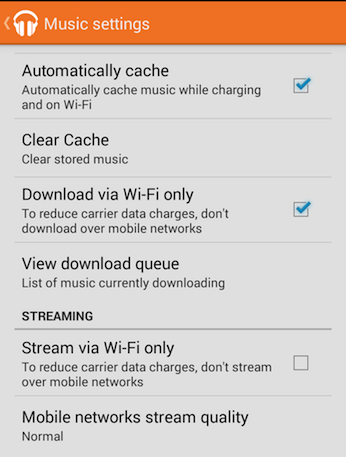 Music settings
Automatically cache
Automatically cache music while charging
and on Wi-Fi
Clear Cache
Clear stored music
Download via Wi-Fi only
To reduce carrier data charges, don't
download over mobile networks
View download queue
List of music currently downloading
STREAMING
Stream via Wi-Fi only
To reduce carrier data charges, don't stream
over mobile networks
Mobile networks stream quality
Normal